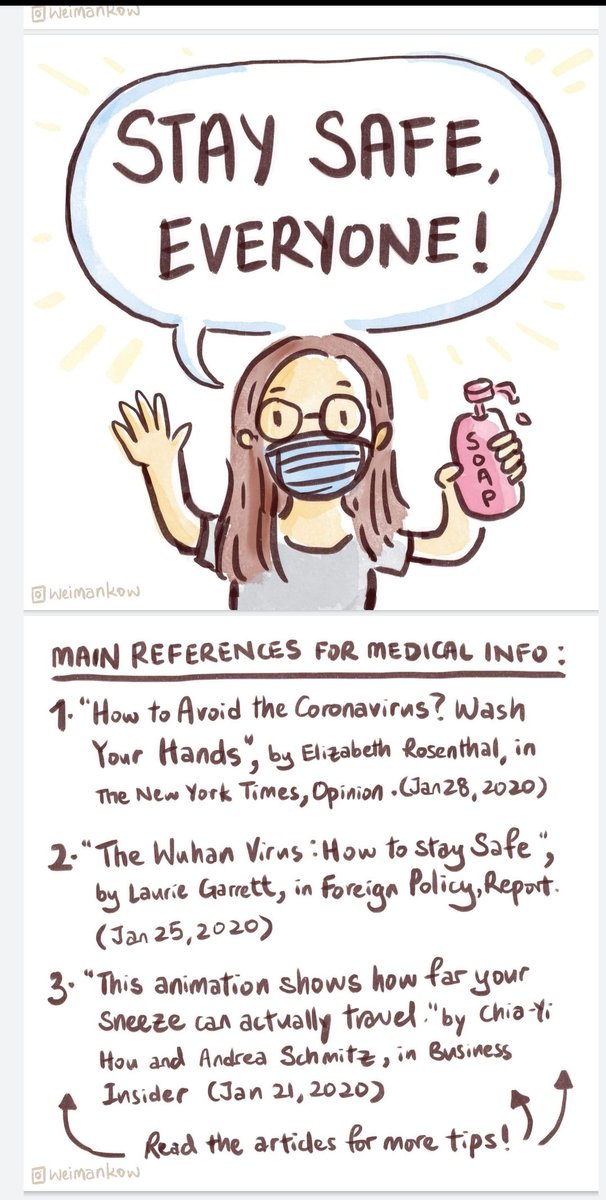 @weimankow
STAY SAFE,
EVERYONE!
SOAP
@weimankow
MAIN REFERENCES FOR MEDICAL INFO:
1. "How to Avoid the Coronavirus? Wash
Your Hands", by Elizabeth Rosenthal, in
The New York Times, Opinion. (Jan 28, 2020)
2. "The Wuhan Virus: How to Stay Safe",
by Laurie Garrett, in Foreign Policy, Report.
(Jan 25, 2020)
3. "This animation shows how far your
sneeze can actually travel." by Chia-Yi
Hou and Andrea Schmitz, in Business
Insider (Jan 21, 2020)
Read the articles for more tips!
@weimankow